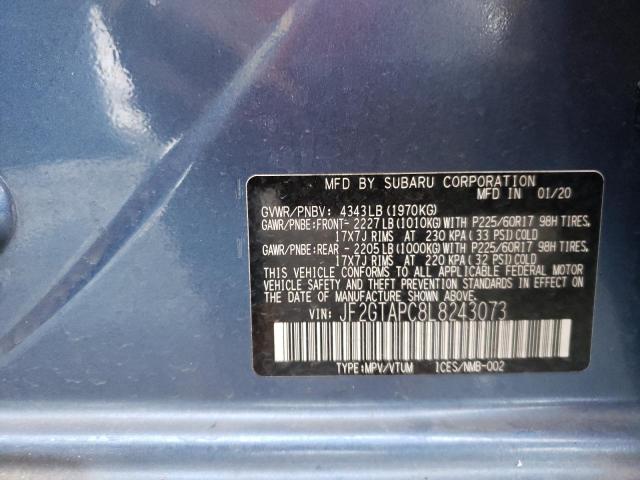 MFD BY SUBARU CORPORATION
MFD IN 01/20
GVWR/PNBV: 4343LB (1970KG)
GAWR/PNBE:FRONT- 2227LB(1010KG)WITH P225/60R17 98H TIRES,
17X7J RIMS AT 230 KPA(33 PSI)COLD
GAWR/PNBE:REAR - 2205LB(1000KG)WITH P225/60R17 98H TIRES,
17X7J RIMS AT 220 KPA(32 PSI)COLD
THIS VEHICLE CONFORMS TO ALL APPLICABLE FEDERAL MOTOR
VEHICLE SAFETY AND THEFT PREVENTION STANDARDS IN EFFECT ON
THE DATE OF MANUFACTURE SHOWN ABOVE.
VIN: JF2GTAPC8L8243073
TYPE:MPV/VTUM ICES/NMB-002